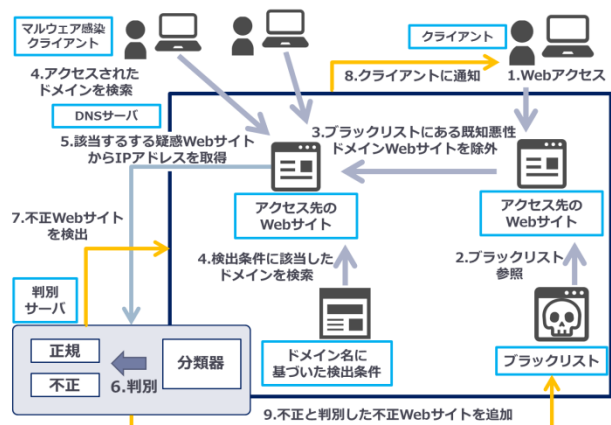 マルウェア感染
クライアント
クライアント
4.アクセスされた
ドメインを検索
8.クライアントに通知
1.Webアクセス
DNSサーバ
5.該当するする疑惑Webサイト
からIPアドレスを取得
3.ブラックリストにある既知悪性
ドメインWebサイトを除外
アクセス先の
Webサイト
アクセス先の
Webサイト
7.不正Webサイト
を検出
4.検出条件に該当した
ドメインを検索
2.ブラックリスト
参照
判別
サーバ
正規
不正
6.判別
分類器
ドメイン名に
基づいた検出条件
ブラックリスト
9.不正と判別した不正Webサイトを追加